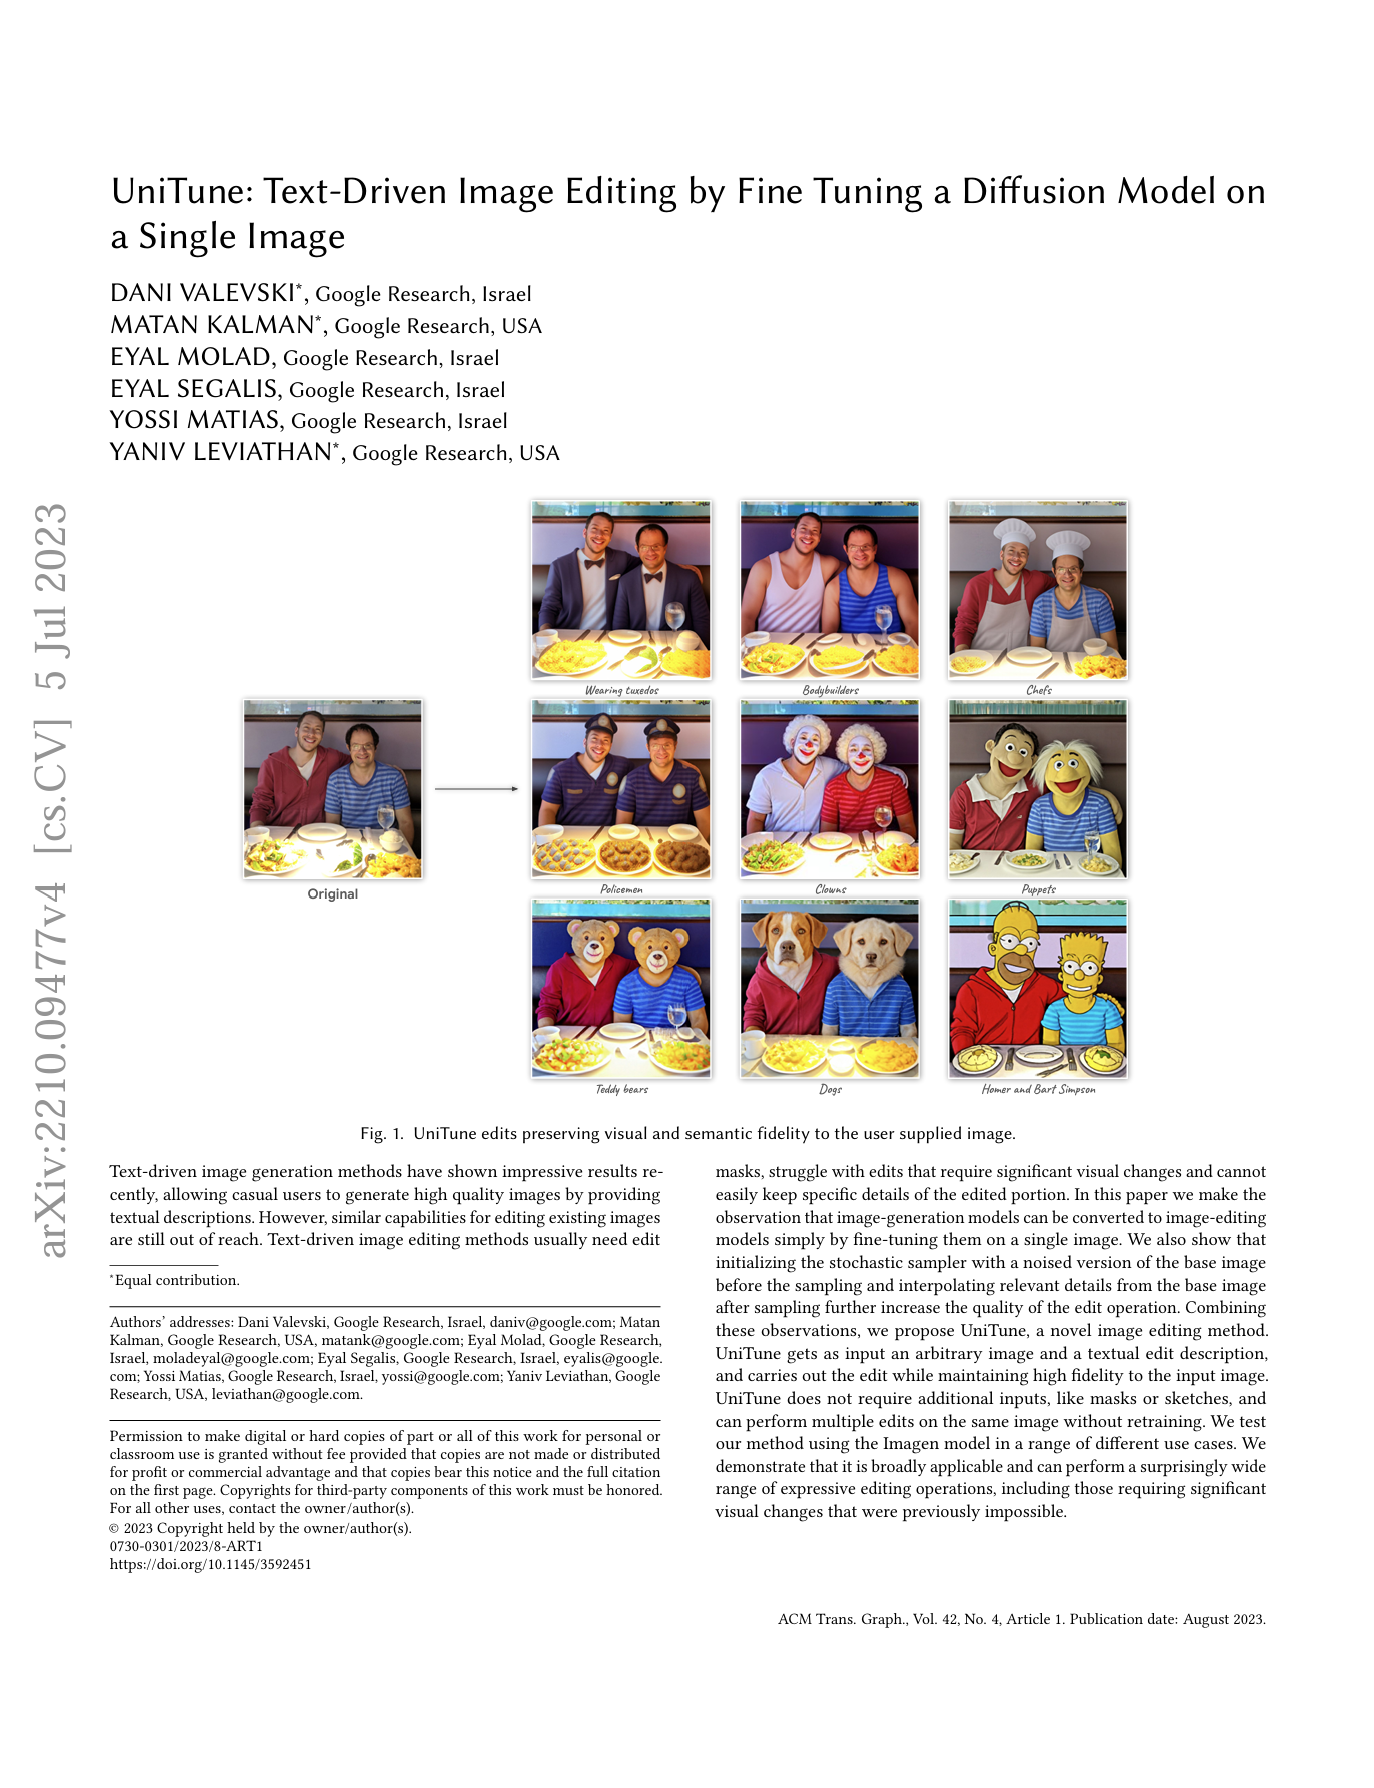 UniTune: Text-Driven Image Editing by Fine Tuning a Diffusion Model on
a Single Image
DANI VALEVSKI*, Google Research, Israel
MATAN KALMAN*, Google Research, USA
EYAL MOLAD, Google Research, Israel
EYAL SEGALIS, Google Research, Israel
YOSSI MATIAS, Google Research, Israel
YANIV LEVIATHAN*, Google Research, USA
arXiv:2210.09477v4 [cs.CV] 5 Jul 2023
Wearing tuxedos
Bodybuilders
Chefs
Original
Policemen
Clowns
Puppets
Teddy bears
Dogs
Homer and Bart Simpson
Fig. 1. UniTune edits preserving visual and semantic fidelity to the user supplied image.
Text-driven image generation methods have shown impressive results re-
cently, allowing casual users to generate high quality images by providing
textual descriptions. However, similar capabilities for editing existing images
are still out of reach. Text-driven image editing methods usually need edit
*Equal contribution.
Authors' addresses: Dani Valevski, Google Research, Israel, daniv@google.com; Matan
Kalman, Google Research, USA, matank@google.com; Eyal Molad, Google Research,
Israel, moladeyal@google.com; Eyal Segalis, Google Research, Israel, eyalis@google.
com; Yossi Matias, Google Research, Israel, yossi@google.com; Yaniv Leviathan, Google
Research, USA, leviathan@google.com.
Permission to make digital or hard copies of part or all of this work for personal or
classroom use is granted without fee provided that copies are not made or distributed
for profit or commercial advantage and that copies bear this notice and the full citation
on the first page. Copyrights for third-party components of this work must be honored.
For all other uses, contact the owner/author(s).
© 2023 Copyright held by the owner/author(s).
0730-0301/2023/8-ART1
https://doi.org/10.1145/3592451
masks, struggle with edits that require significant visual changes and cannot
easily keep specific details of the edited portion. In this paper we make the
observation that image-generation models can be converted to image-editing
models simply by fine-tuning them on a single image. We also show that
initializing the stochastic sampler with a noised version of the base image
before the sampling and interpolating relevant details from the base image
after sampling further increase the quality of the edit operation. Combining
these observations, we propose UniTune, a novel image editing method.
UniTune gets as input an arbitrary image and a textual edit description,
and carries out the edit while maintaining high fidelity to the input image.
UniTune does not require additional inputs, like masks or sketches, and
can perform multiple edits on the same image without retraining. We test
our method using the Imagen model in a range of different use cases. We
demonstrate that it is broadly applicable and can perform a surprisingly wide
range of expressive editing operations, including those requiring significant
visual changes that were previously impossible.
ACM Trans. Graph., Vol. 42, No. 4, Article 1. Publication date: August 2023.